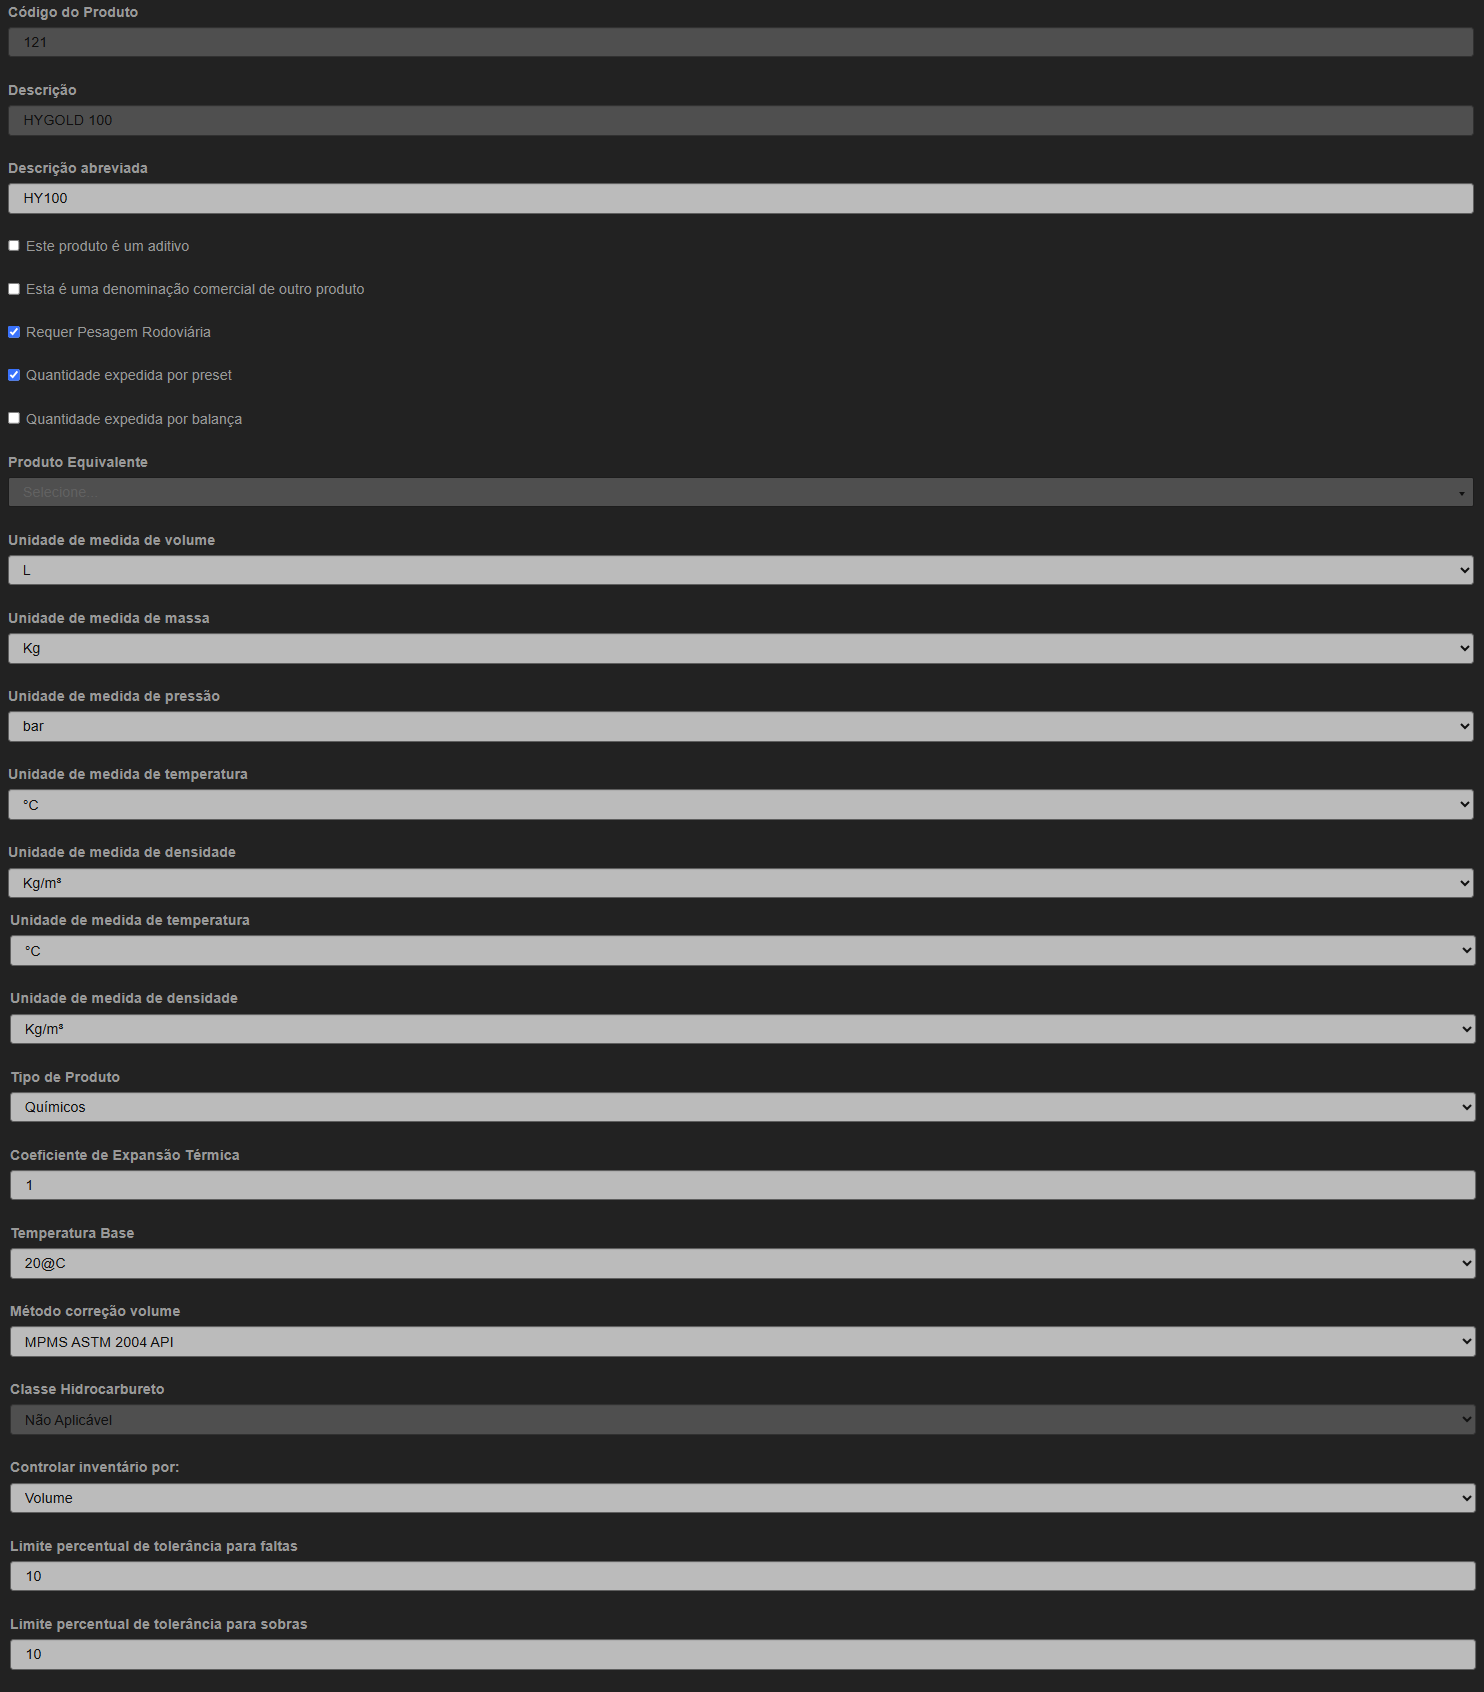 Código do Produto
121
Descrição
HYGOLD 100
Descrição abreviada
HY100
Este produto é um aditivo
Esta é uma denominação comercial de outro produto
Requer Pesagem Rodoviária
Quantidade expedida por preset
Quantidade expedida por balança
Produto Equivalente
Selecione...
Unidade de medida de volume
L
Unidade de medida de massa
Kg
Unidade de medida de pressão
bar
Unidade de medida de temperatura
°C
Unidade de medida de densidade
Kg/m³
Unidade de medida de temperatura
°C
Unidade de medida de densidade
Kg/m³
Tipo de Produto
Químicos
Coeficiente de Expansão Térmica
1
Temperatura Base
20@C
Método correção volume
MPMS ASTM 2004 API
Classe Hidrocarbureto
Não Aplicável
Controlar inventário por:
Volume
Limite percentual de tolerância para faltas
10
Limite percentual de tolerância para sobras
10